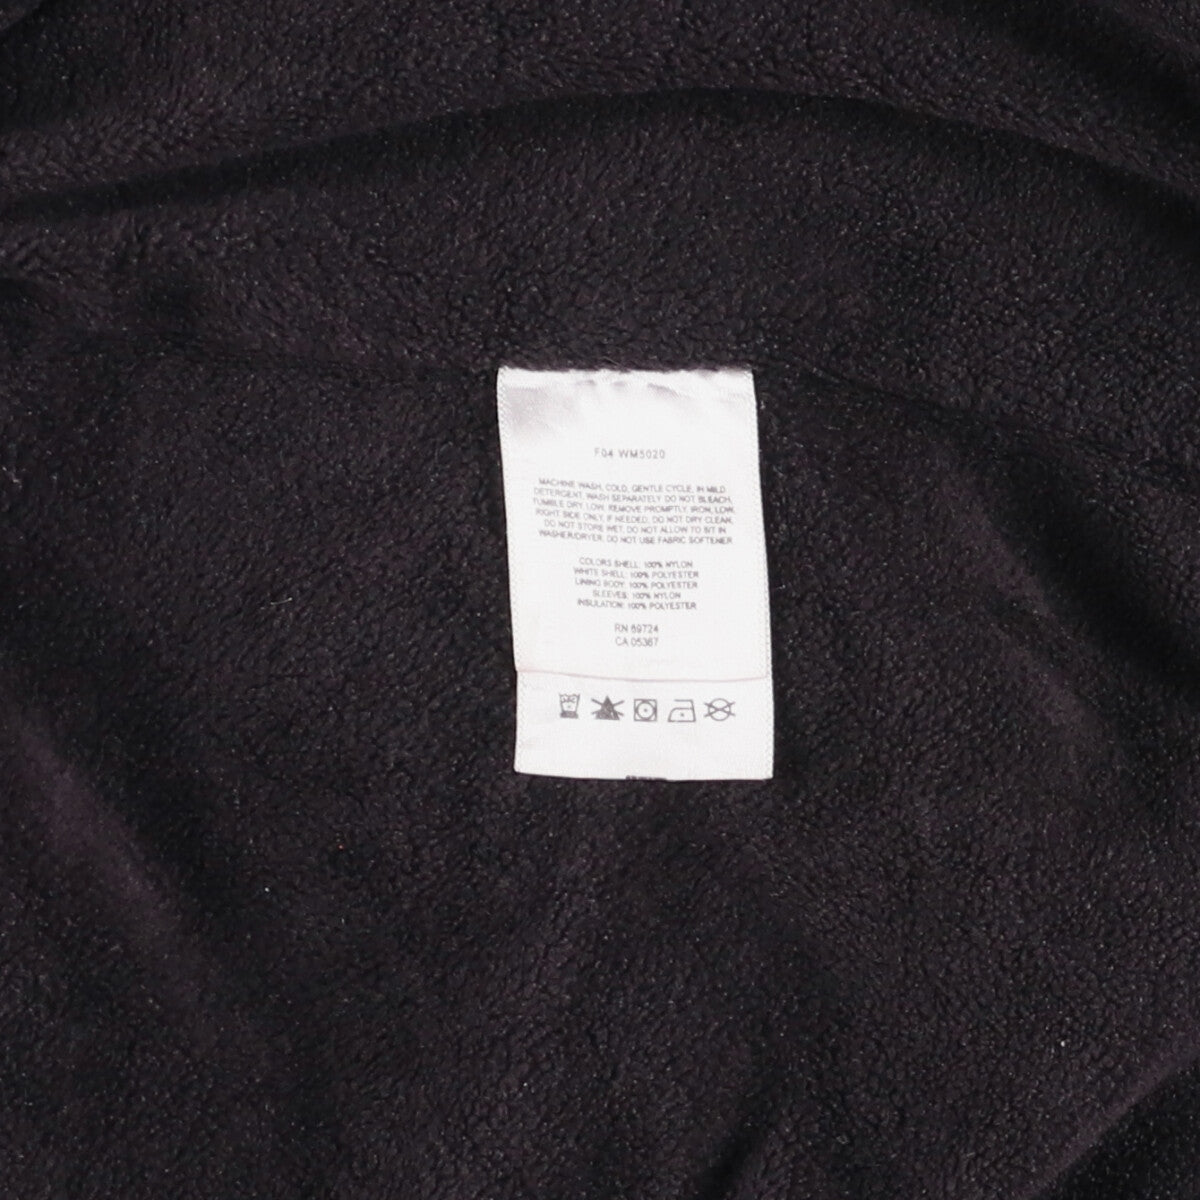 F04 WM5020
MACHINE WASH, COLD, GENTLE CYCLE, IN MILD
DETERGENT, WASH SEPARATELY DO NOT BLEACH,
TUMBLE DRY, LOW, REMOVE PROMPTLY, IRON, LOW,
RIGHT SIDE ONLY, IF NEEDED, DO NOT DRY CLEAN,
DO NOT STORE WET, DO NOT ALLOW TO SIT IN
WASHER/DRYER, DO NOT USE FABRIC SOFTENER
COLORS SHELL: 100% NYLON
WHITE SHELL: 100% POLYESTER
LINING BODY: 100% POLYESTER
SLEEVES: 100% NYLON
INSULATION: 100% POLYESTER
RN 69724
CA 05367